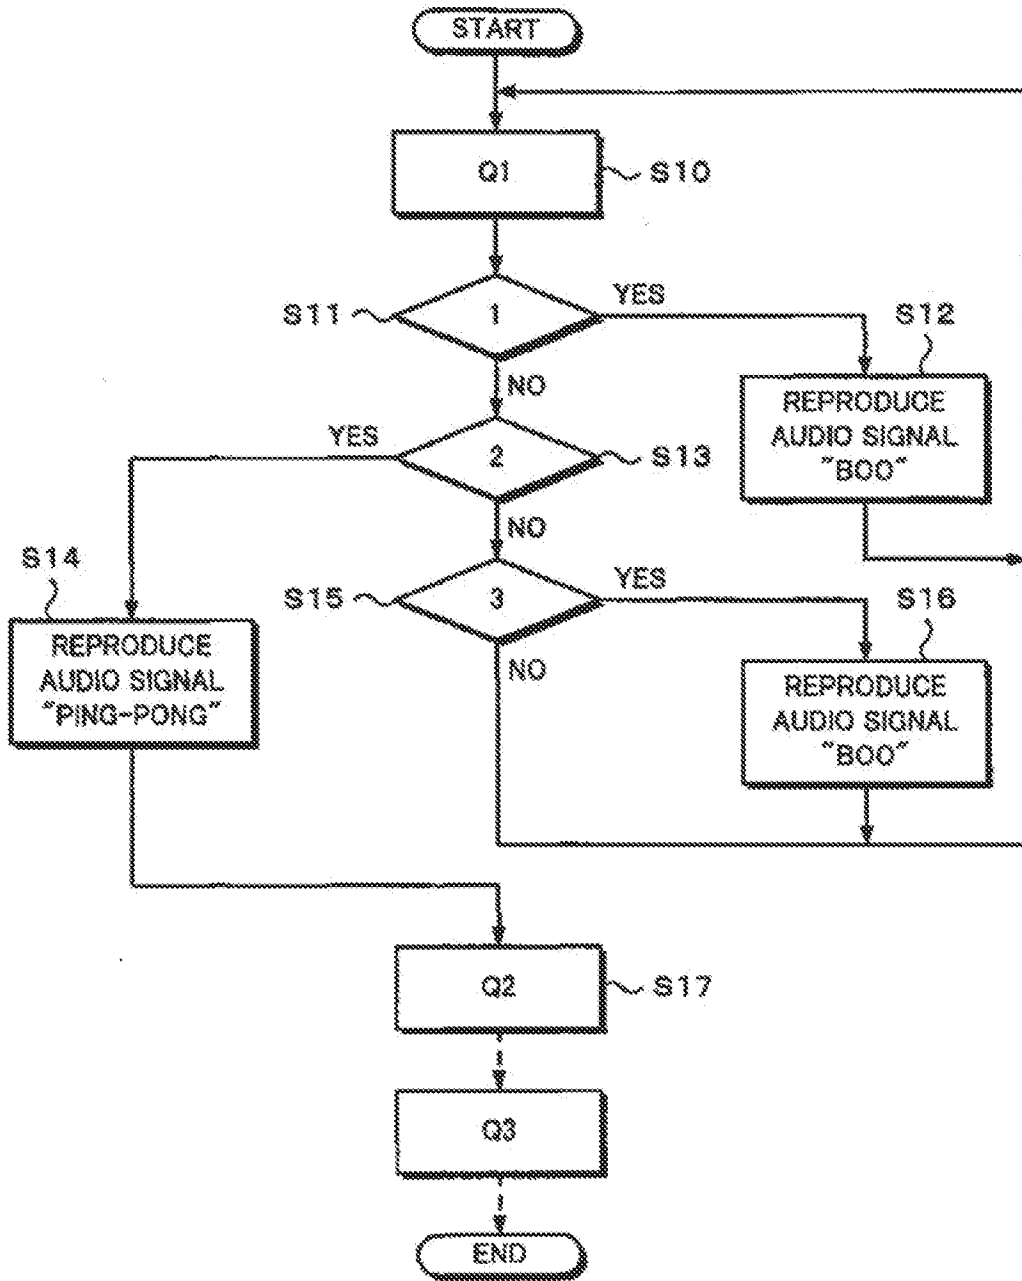 START
Q1
S10
S11
1
YES
S12
NO
REPRODUCE
AUDIO SIGNAL
"BOO"
YES
2
S13
NO
S14
S15
3
YES
S16
NO
REPRODUCE
AUDIO SIGNAL
"PING-PONG"
REPRODUCE
AUDIO SIGNAL
"BOO"
Q2
S17
Q3
END